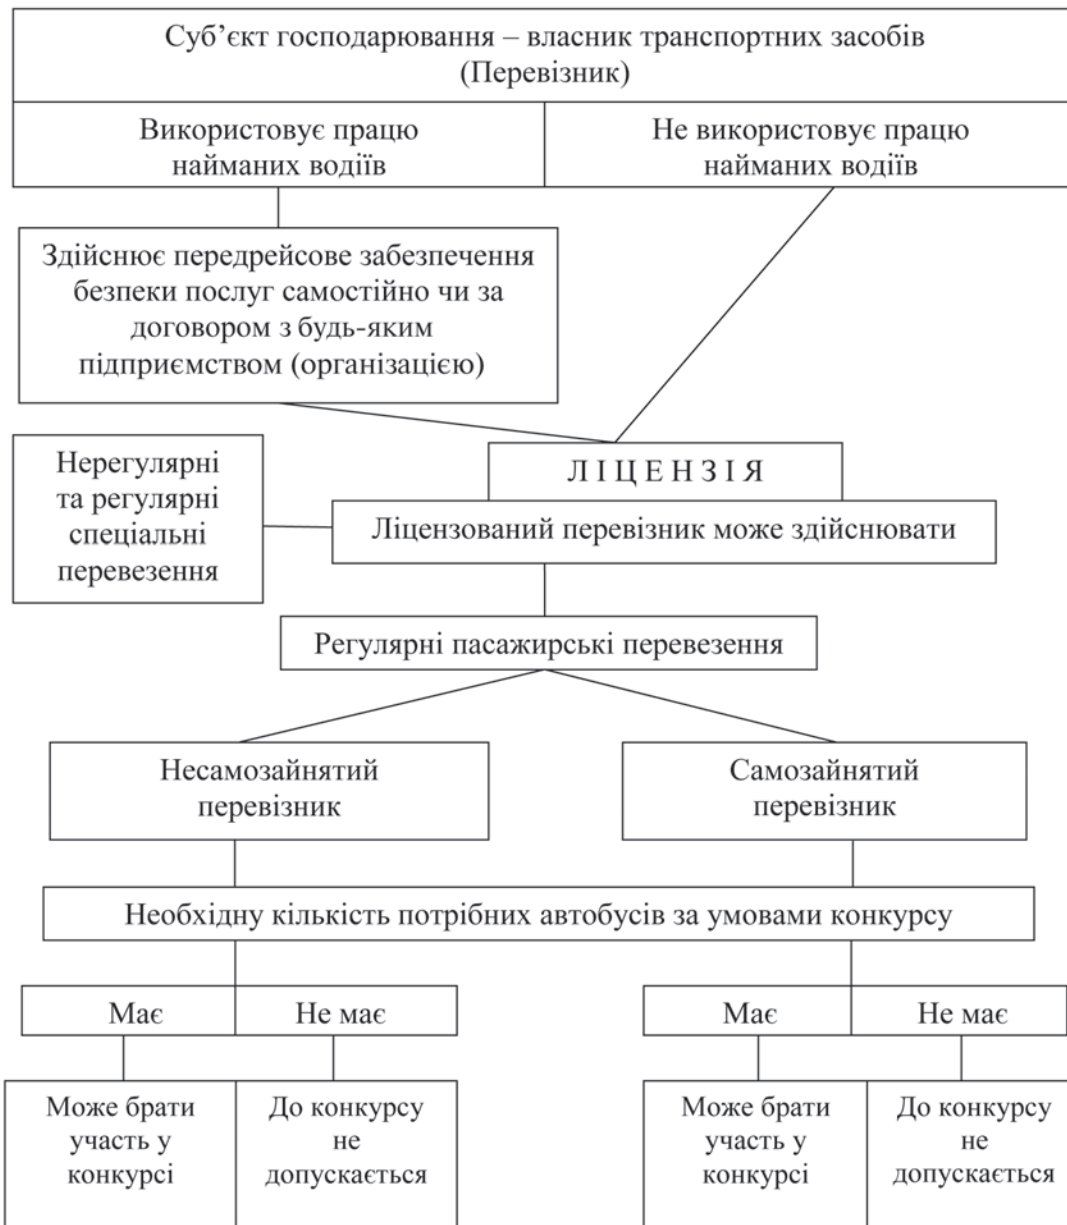 Суб’єкт господарювання – власник транспортних засобів
(Перевізник)
Використовує працю
найманих водіїв
Не використовує працю
найманих водіїв
Здійснює передрейсове забезпечення
безпеки послуг самостійно чи за
договором з будь-яким
підприємством (організацією)
Нерегулярні
та регулярні
спеціальні
перевезення
Л І Ц Е Н З І Я
Ліцензований перевізник може здійснювати
Регулярні пасажирські перевезення
Несамозайнятий
перевізник
Самозайнятий
перевізник
Необхідну кількість потрібних автобусів за умовами конкурсу
Має
Не має
Має
Не має
Може брати
участь у
конкурсі
До конкурсу
не
допускається
Може брати
участь у
конкурсі
До конкурсу
не
допускається